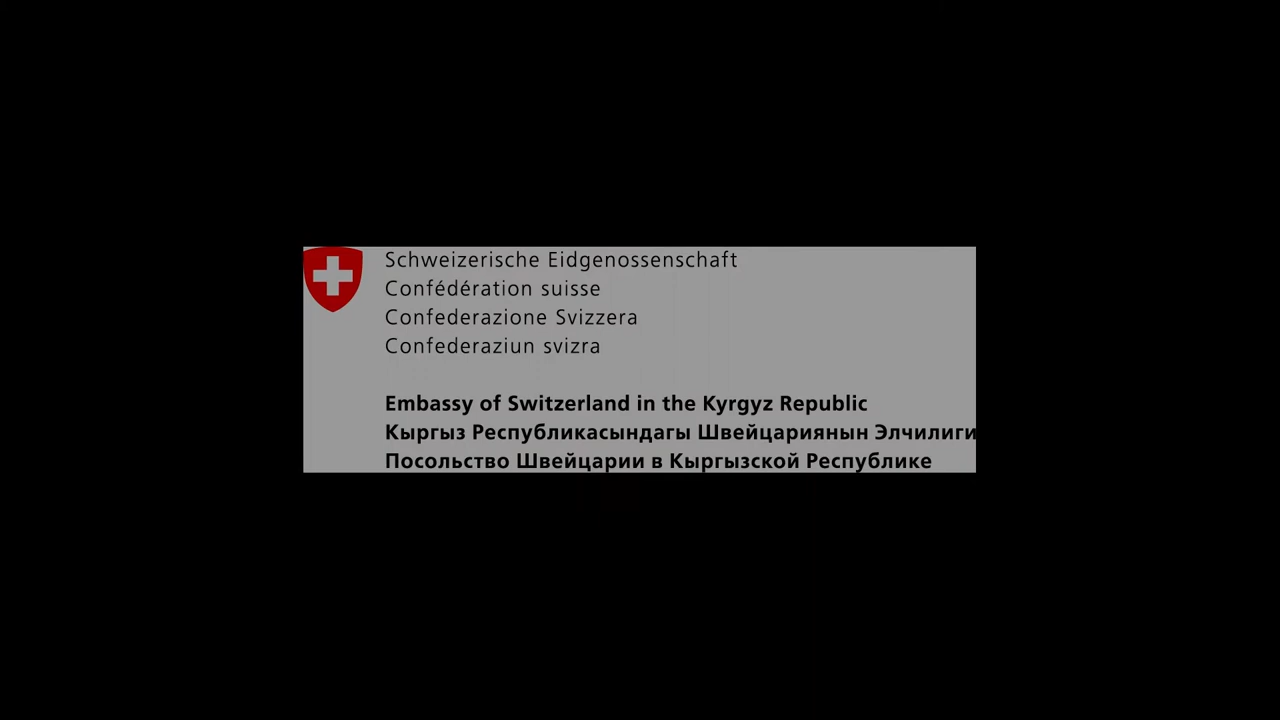 Schweizerische Eidgenossenschaft
Confédération suisse
Confederazione Svizzera
Confederaziun svizra
Embassy of Switzerland in the Kyrgyz Republic
Кыргыз Республикасындагы Швейцариянын Элчилиги
Посольство Швейцарии в Кыргызской Республике